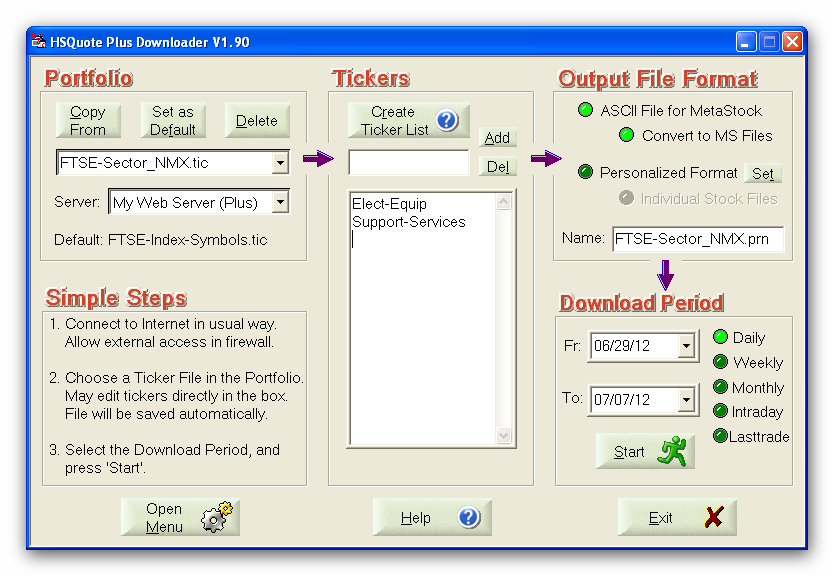 HSQuote Plus Downloader V1.90
Portfolio
Copy From
Set as Default
Delete
FTSE-Sector_NMX.tic
Server:
My Web Server (Plus)
Default: FTSE-Index-Symbols.tic
Simple Steps
1. Connect to Internet in usual way.
Allow external access in firewall.
2. Choose a Ticker File in the Portfolio.
May edit tickers directly in the box.
File will be saved automatically.
3. Select the Download Period, and
press 'Start'.
Open Menu
Tickers
Create Ticker List
Add
Del
Elect-Equip
Support-Services
Help
Output File Format
ASCII File for MetaStock
Convert to MS Files
Personalized Format
Set
Individual Stock Files
Name:
FTSE-Sector_NMX.prn
Download Period
Fr:
06/29/12
To:
07/07/12
Daily
Weekly
Monthly
Intraday
Lasttrade
Start
Exit